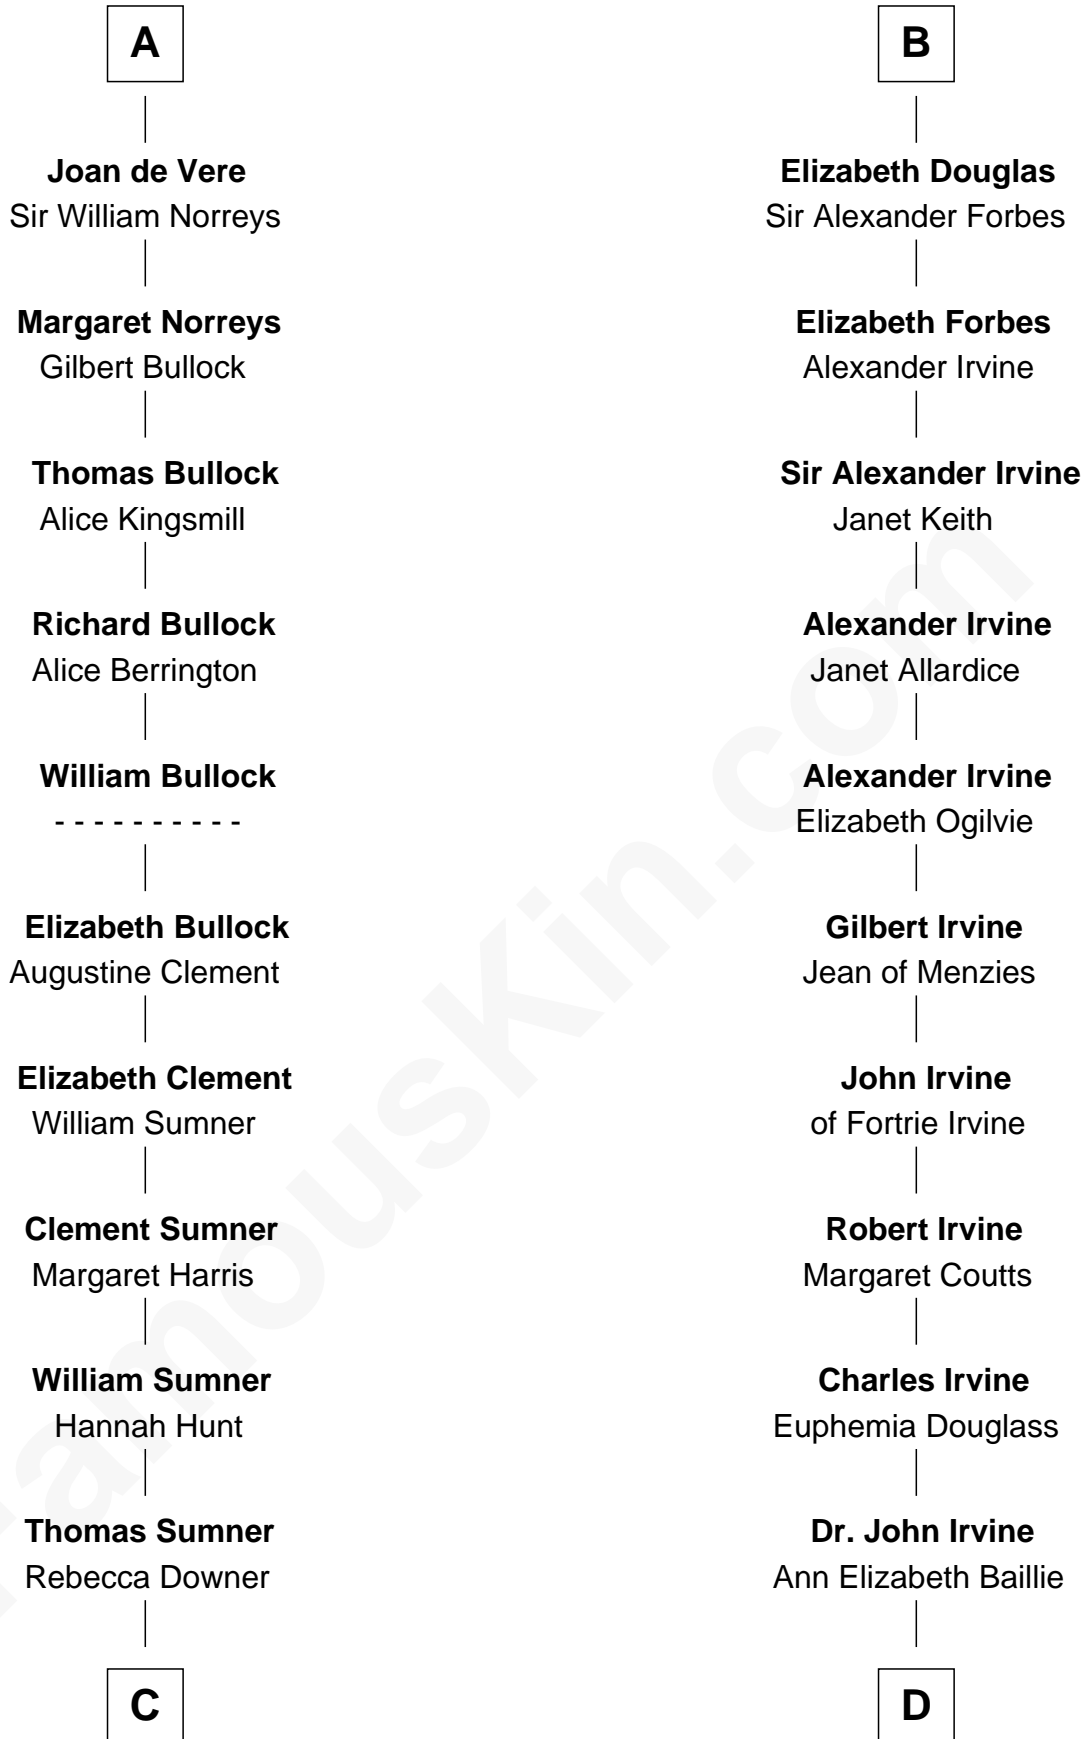 A
Joan de Vere
Sir William Norreys
Margaret Norreys
Gilbert Bullock
Thomas Bullock
Alice Kingsmill
Richard Bullock
Alice Berrington
William Bullock
- - - - - - - - - -
Elizabeth Bullock
Augustine Clement
Elizabeth Clement
William Sumner
Clement Sumner
Margaret Harris
William Sumner
Hannah Hunt
Thomas Sumner
Rebecca Downer
C
B
Elizabeth Douglas
Sir Alexander Forbes
Elizabeth Forbes
Alexander Irvine
Sir Alexander Irvine
Janet Keith
Alexander Irvine
Janet Allardice
Alexander Irvine
Elizabeth Ogilvie
Gilbert Irvine
Jean of Menzies
John Irvine
of Fortrie Irvine
Robert Irvine
Margaret Coutts
Charles Irvine
Euphemia Douglass
Dr. John Irvine
Ann Elizabeth Baillie
D
FamousKin.com